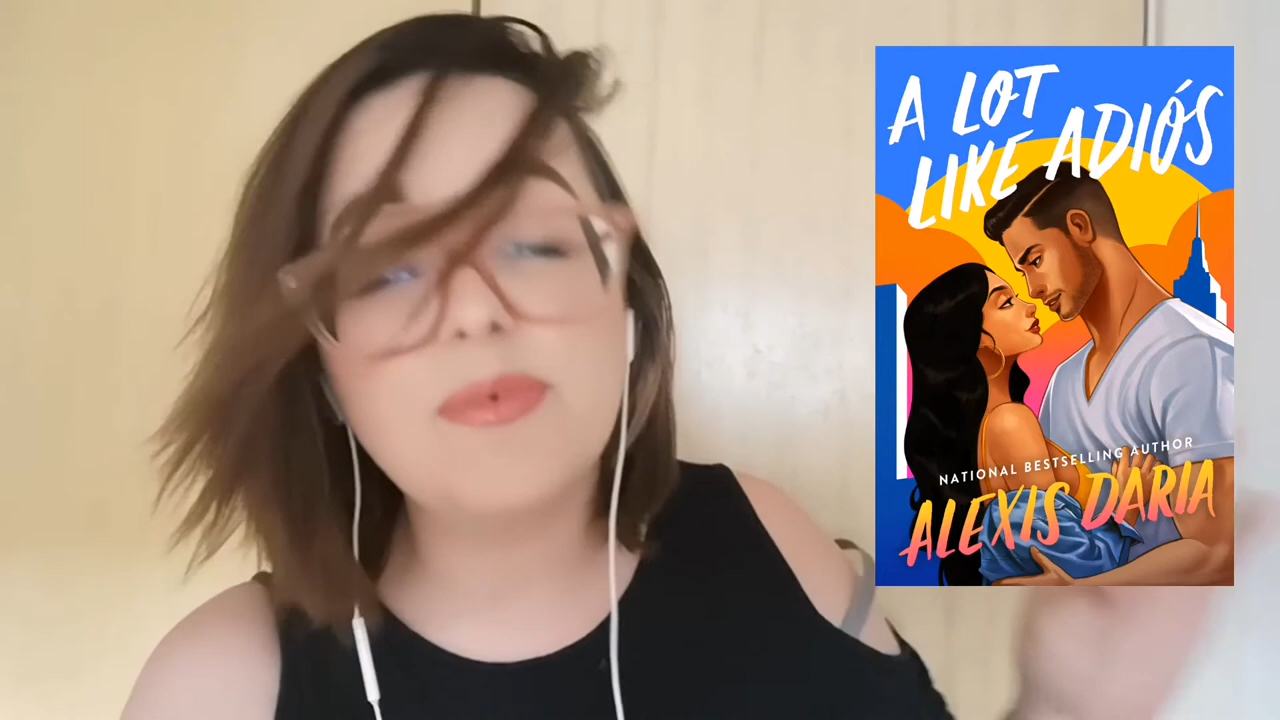 A LOT
LIKE ADIÓS
NATIONAL BESTSELLING AUTHOR
ALEXIS DARIA